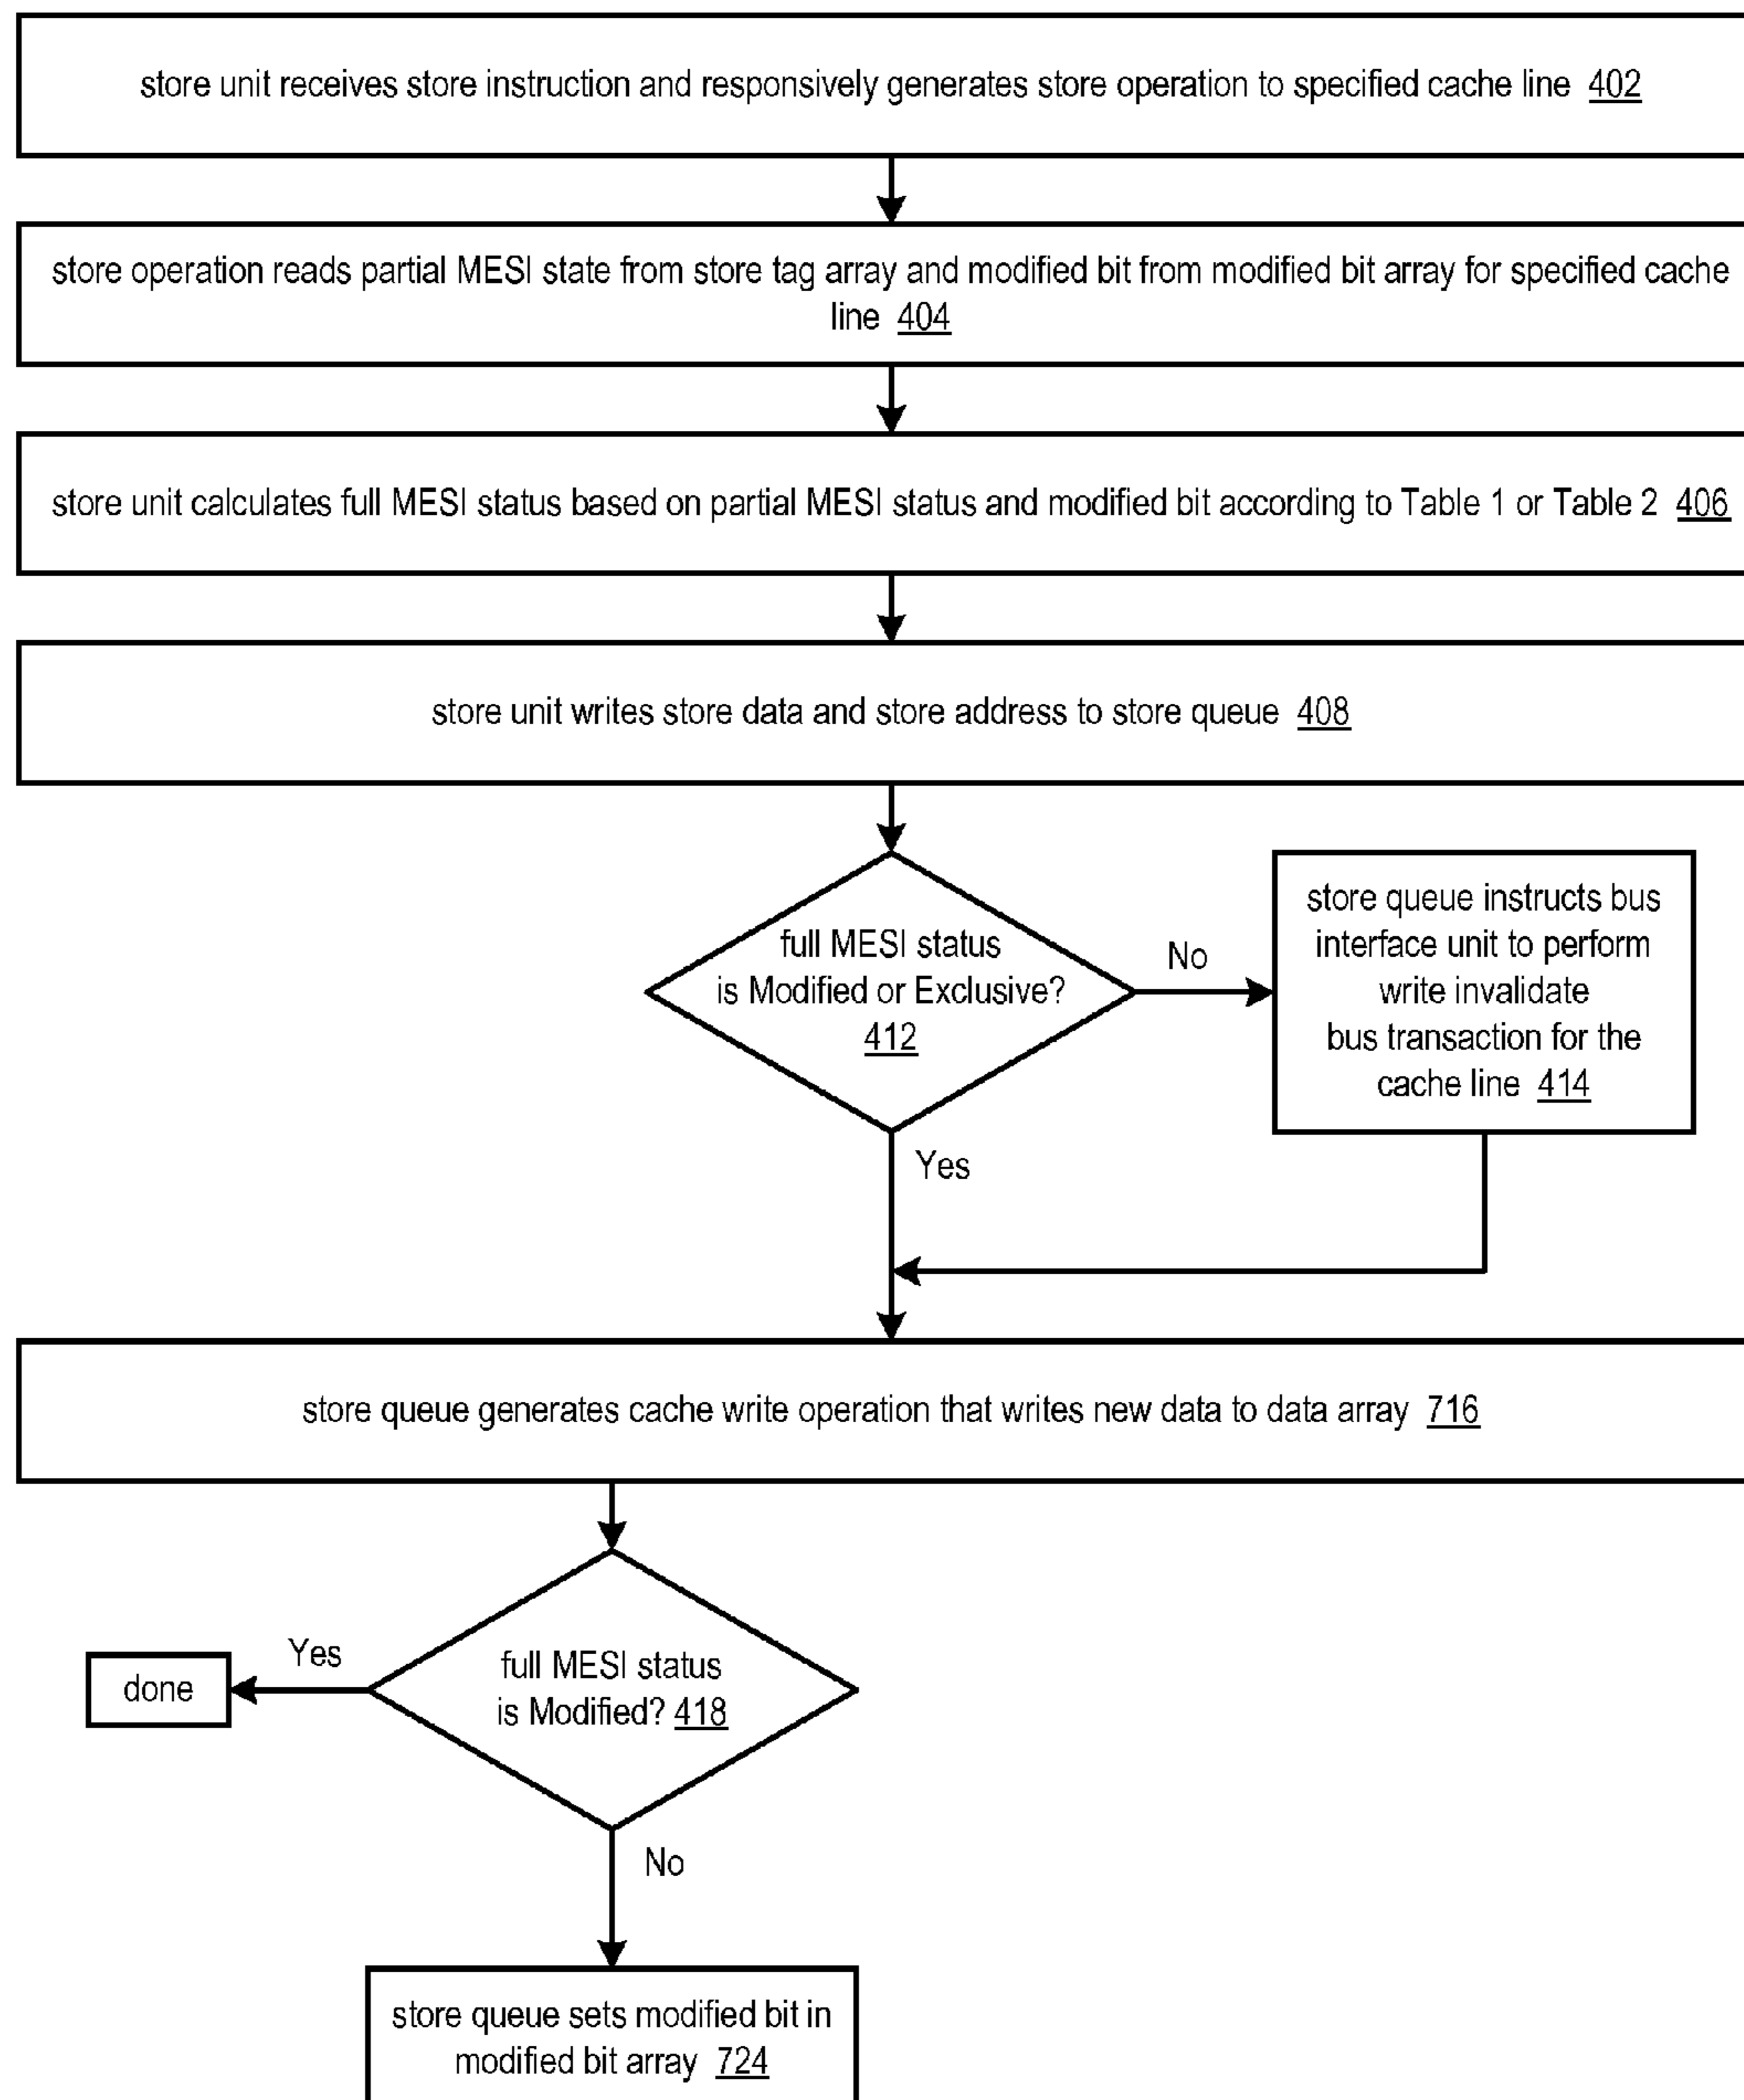 store unit receives store instruction and responsively generates store operation to specified cache line 402
store operation reads partial MESI state from store tag array and modified bit from modified bit array for specified cache
line 404
store unit calculates full MESI status based on partial MESI status and modified bit according to Table 1 or Table 2 406
store unit writes store data and store address to store queue 408
full MESI status
is Modified or Exclusive?
412
No
store queue instructs bus
interface unit to perform
write invalidate
bus transaction for the
cache line 414
Yes
store queue generates cache write operation that writes new data to data array 716
full MESI status
is Modified? 418
Yes
done
No
store queue sets modified bit in
modified bit array 724